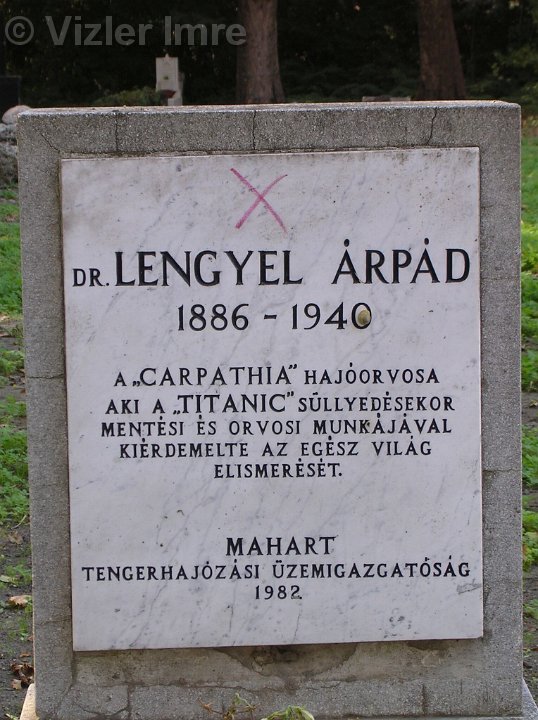 © Vizler Imre
DR. LENGYEL ÁRPÁD
1886 - 1940
A „CARPATHIA" HAJÓORVOSA
AKI A „TITANIC" SŰLLYEDÉSEKOR
MENTÉSI ÉS ORVOSI MUNKÁJÁVAL
KIÉRDEMELTE AZ EGÉSZ VILÁG
ELISMERÉSÉT.
MAHART
TENGERHAJÓZÁSI ÜZEMIGAZGATÓSÁG
1982